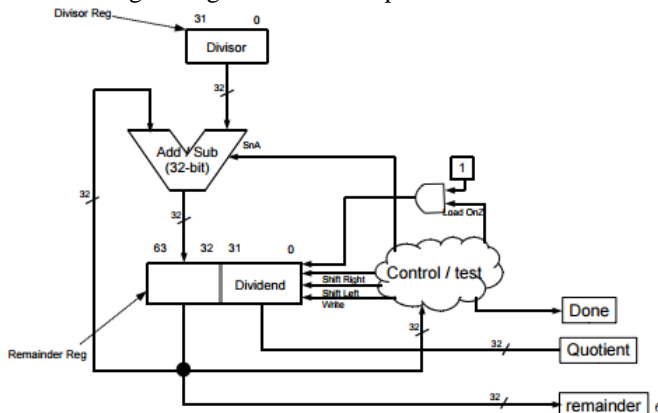 Divisor Reg
31 0
Divisor
32
SnA
Add / Sub
(32-bit)
1
32
32
Load OnZ
63 32 31 0
Control / test
Dividend
Shift Right
Shift Left
Write
Done
32
Remainder Reg
32
Quotient
32
remainder